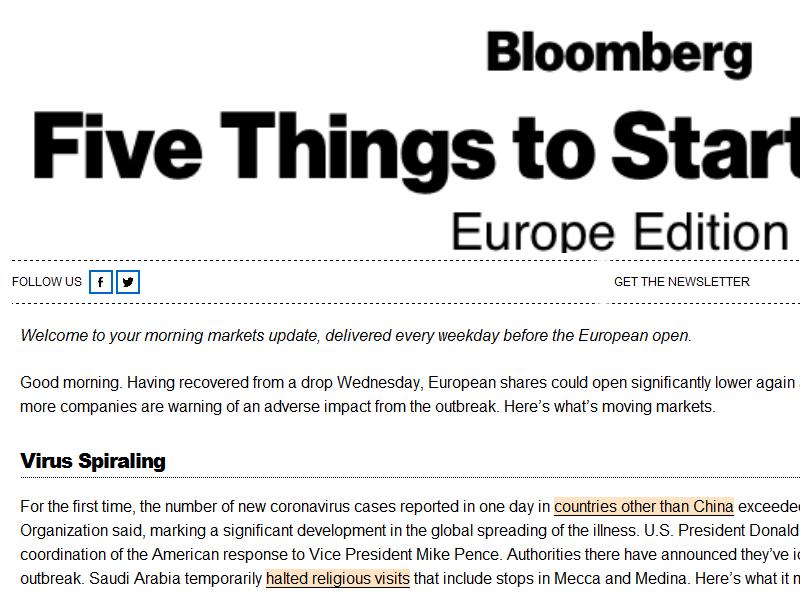 Bloomberg
Five Things to Start
Europe Edition
FOLLOW US GET THE NEWSLETTER
Welcome to your morning markets update, delivered every weekday before the European open.
Good morning. Having recovered from a drop Wednesday, European shares could open significantly lower again
more companies are warning of an adverse impact from the outbreak. Here’s what’s moving markets.
Virus Spiraling
For the first time, the number of new coronavirus cases reported in one day in countries other than China exceeded
Organization said, marking a significant development in the global spreading of the illness. U.S. President Donald
coordination of the American response to Vice President Mike Pence. Authorities there have announced they’ve
outbreak. Saudi Arabia temporarily halted religious visits that include stops in Mecca and Medina. Here’s what it